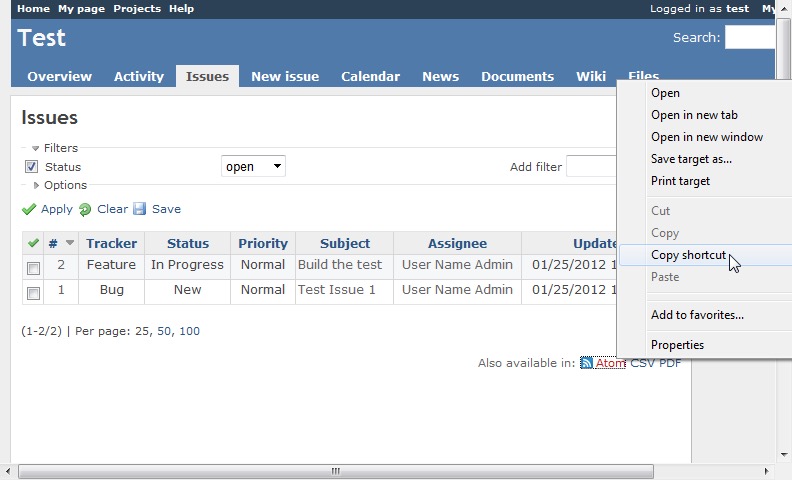 Home My page Projects Help Logged in as test My
Test
Search:
Overview Activity Issues New issue Calendar News Documents Wiki Files
Issues
Filters
Status open Add filter
Options
Apply Clear Save
# Tracker Status Priority Subject Assignee Update
2 Feature In Progress Normal Build the test User Name Admin 01/25/2012 1
1 Bug New Normal Test Issue 1 User Name Admin 01/25/2012 1
(1-2/2) | Per page: 25, 50, 100
Also available in: Atom CSV PDF
Open
Open in new tab
Open in new window
Save target as...
Print target
Cut
Copy
Copy shortcut
Paste
Add to favorites...
Properties